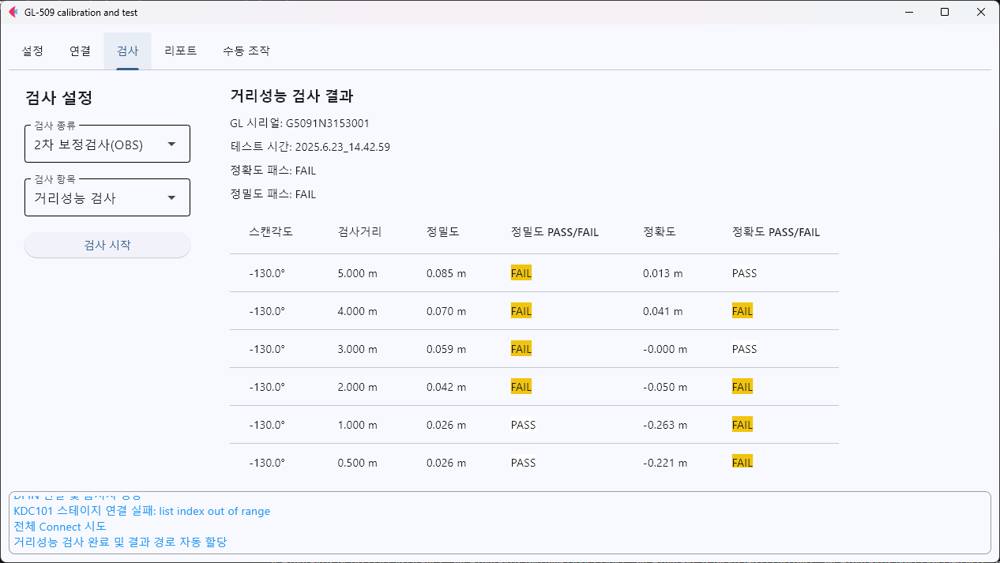 GL-509 calibration and test
설정 연결 검사 리포트 수동 조작
검사 설정
검사 종류
2차 보정검사(OBS)
검사 항목
거리성능 검사
검사 시작
거리성능 검사 결과
GL 시리얼: G5091N3153001
테스트 시간: 2025.6.23_14.42.59
정확도 패스: FAIL
정밀도 패스: FAIL
스캔각도 검사거리 정밀도 정밀도 PASS/FAIL 정확도 정확도 PASS/FAIL
-130.0° 5.000 m 0.085 m FAIL 0.013 m PASS
-130.0° 4.000 m 0.070 m FAIL 0.041 m FAIL
-130.0° 3.000 m 0.059 m FAIL -0.000 m PASS
-130.0° 2.000 m 0.042 m FAIL -0.050 m FAIL
-130.0° 1.000 m 0.026 m PASS -0.263 m FAIL
-130.0° 0.500 m 0.026 m PASS -0.221 m FAIL
KDC101 스테이지 연결 실패: list index out of range
전체 Connect 시도
거리성능 검사 완료 및 결과 경로 자동 할당